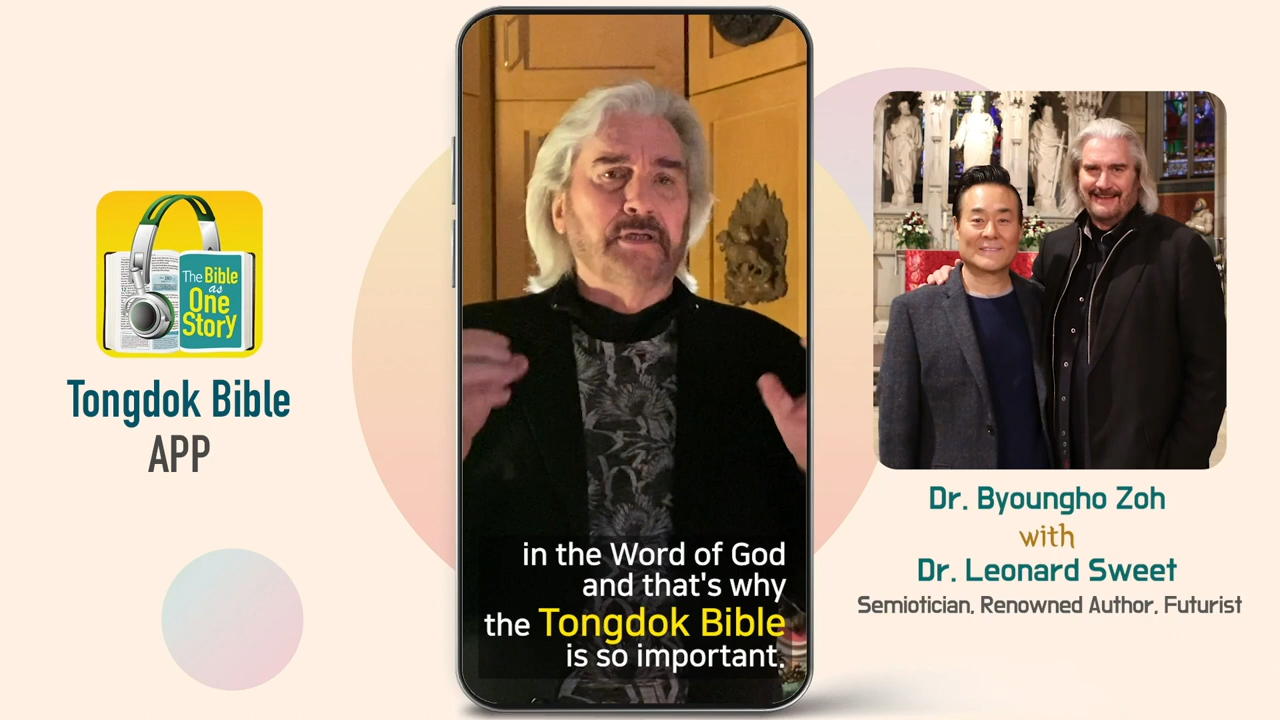 The Bible
as
One
Story
Tongdok Bible
APP
in the Word of God
and that's why
the Tongdok Bible
is so important.
Dr. Byoungho Zoh
with
Dr. Leonard Sweet
Semiotician, Renowned Author, Futurist